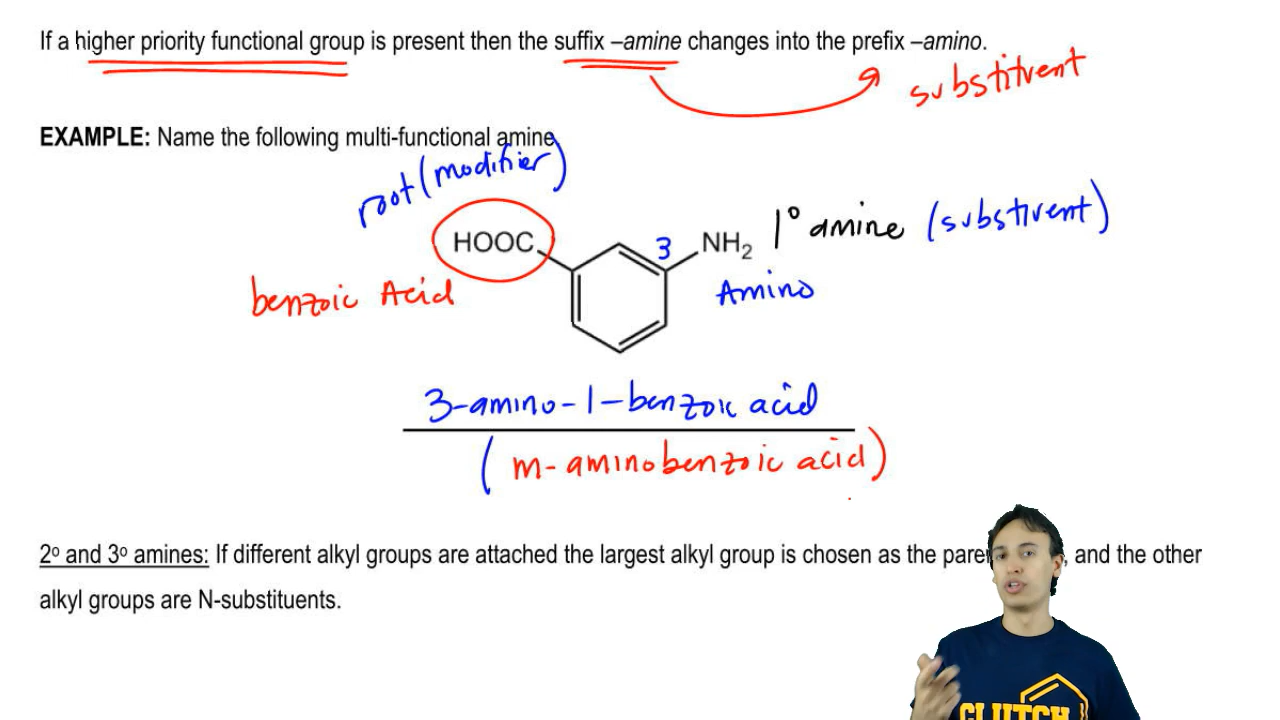 If a higher priority functional group is present then the suffix –amine changes into the prefix –amino.
substituent
EXAMPLE: Name the following multi-functional amine
root (modifier)
HOOC 3 NH2 1° amine (substituent)
benzoic Acid Amino
3-amino-1-benzoic acid
(m-aminobenzoic acid)
2º and 3º amines: If different alkyl groups are attached the largest alkyl group is chosen as the , and the other
alkyl groups are N-substituents.
CLUTCH